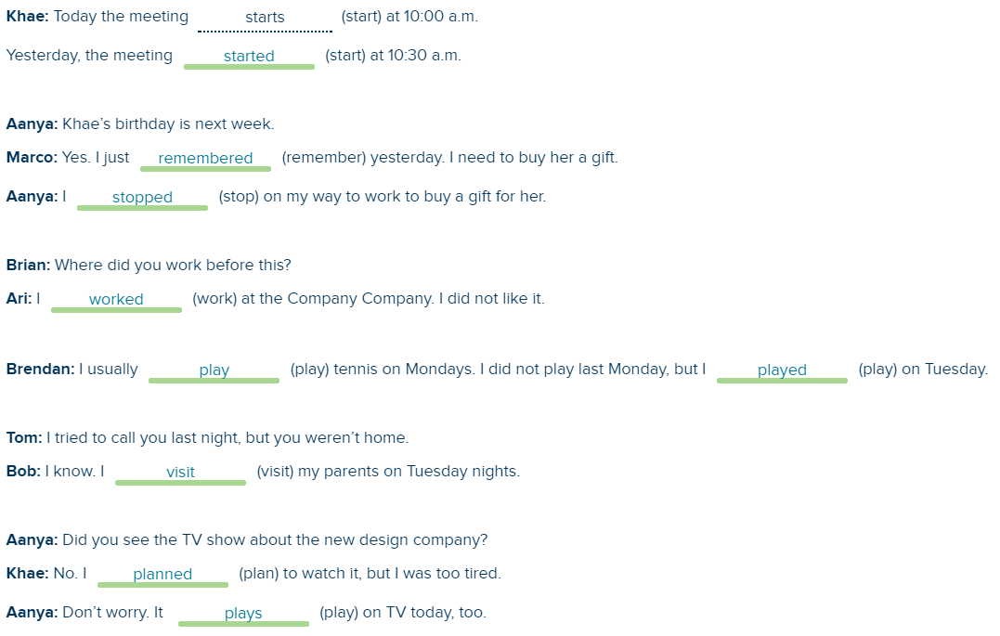 Khae: Today the meeting starts (start) at 10:00 a.m.
Yesterday, the meeting started (start) at 10:30 a.m.
Aanya: Khae’s birthday is next week.
Marco: Yes. I just remembered (remember) yesterday. I need to buy her a gift.
Aanya: I stopped (stop) on my way to work to buy a gift for her.
Brian: Where did you work before this?
Ari: I worked (work) at the Company Company. I did not like it.
Brendan: I usually play (play) tennis on Mondays. I did not play last Monday, but I played (play) on Tuesday.
Tom: I tried to call you last night, but you weren’t home.
Bob: I know. I visit (visit) my parents on Tuesday nights.
Aanya: Did you see the TV show about the new design company?
Khae: No. I planned (plan) to watch it, but I was too tired.
Aanya: Don’t worry. It plays (play) on TV today, too.